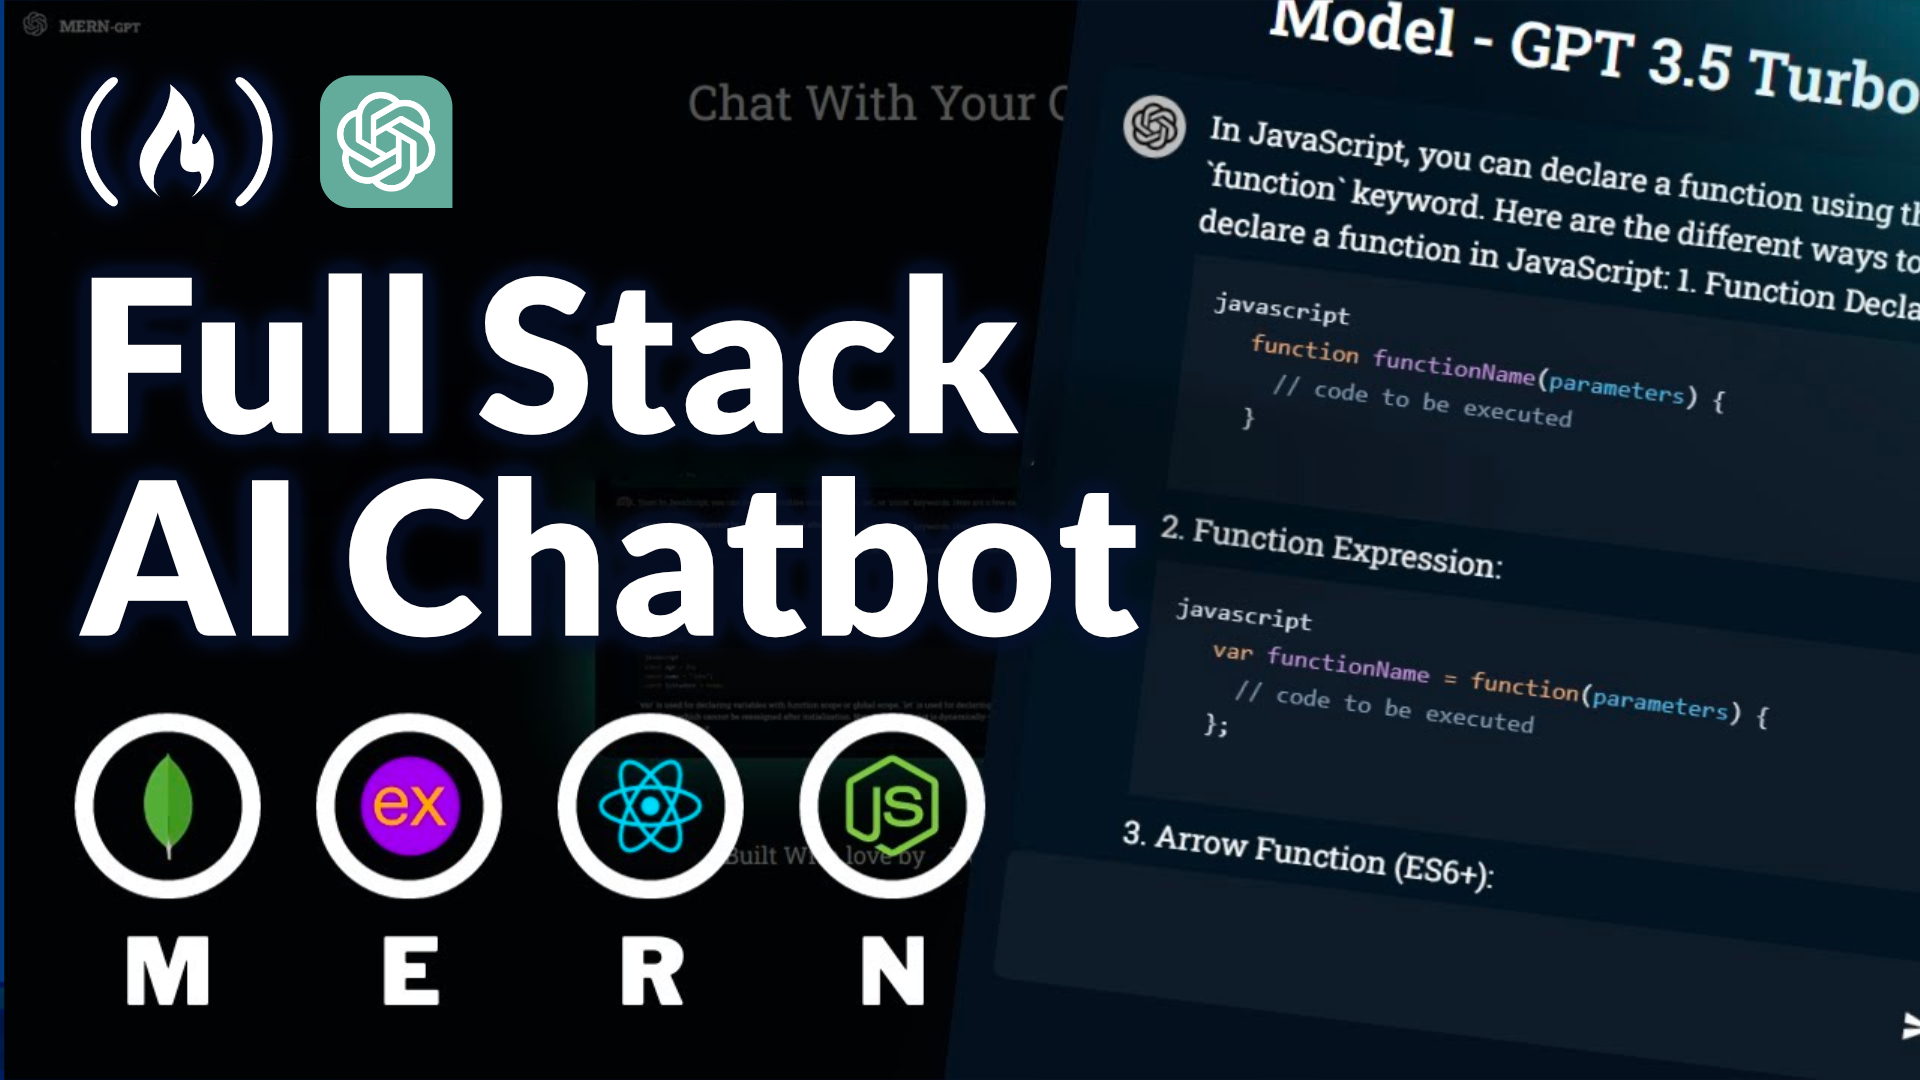 MERN-GPT
Chat With Your
Full Stack
AI Chatbot
ex
JS
Built Wi love by
M E R N
Model - GPT 3.5 Turbo
In JavaScript, you can declare a function using
`function` keyword. Here are the different ways to
declare a function in JavaScript: 1. Function
javascript
function functionName(parameters) {
// code to be executed
}
2. Function Expression:
javascript
var functionName = function(parameters) {
// code to be executed
};
3. Arrow Function (ES6+):